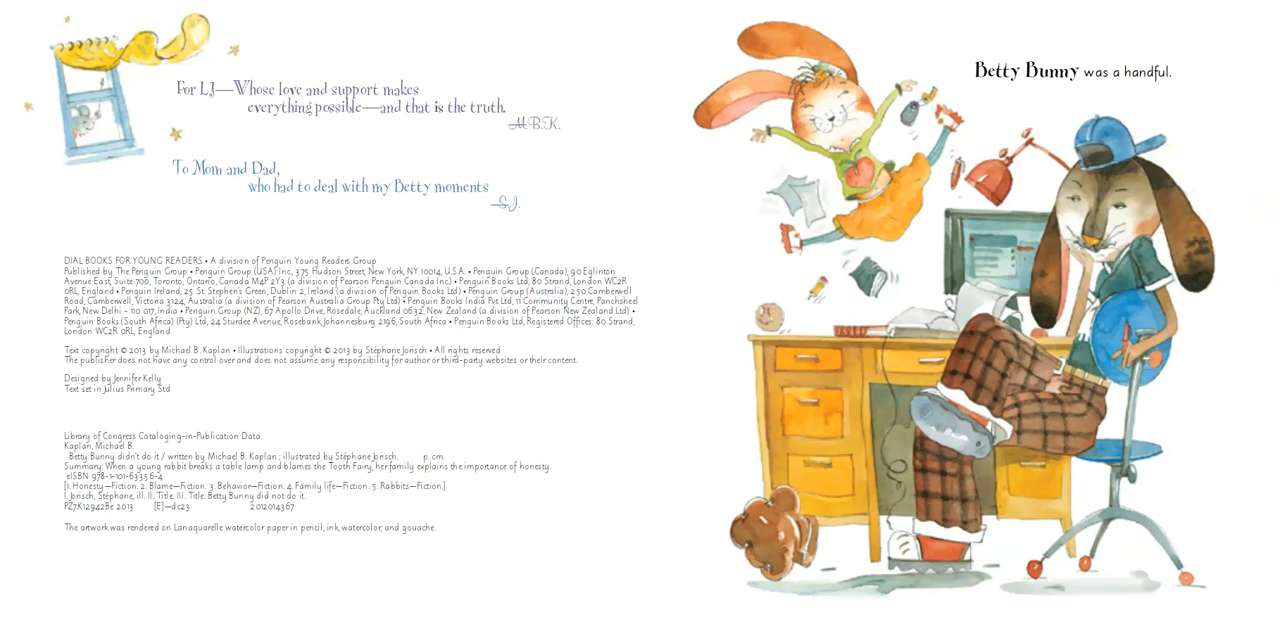 For LJ—Whose love and support makes
everything possible—and that is the truth.
—M.B.K.
To Mom and Dad,
who had to deal with my Betty moments
—S.J.
DIAL BOOKS FOR YOUNG READERS • A division of Penguin Young Readers Group
Published by The Penguin Group • Penguin Group (USA) Inc., 375 Hudson Street, New York, NY 10014, U.S.A. • Penguin Group (Canada), 90 Eglinton
Avenue East, Suite 700, Toronto, Ontario, Canada M4P 2Y3 (a division of Pearson Penguin Canada Inc.) • Penguin Books Ltd, 80 Strand, London WC2R
0RL, England • Penguin Ireland, 25 St. Stephen's Green, Dublin 2, Ireland (a division of Penguin Books Ltd) • Penguin Group (Australia), 250 Camberwell
Road, Camberwell, Victoria 3124, Australia (a division of Pearson Australia Group Pty Ltd) • Penguin Books India Pvt Ltd, 11 Community Centre, Panchsheel
Park, New Delhi - 110 017, India • Penguin Group (NZ), 67 Apollo Drive, Rosedale, Auckland 0632, New Zealand (a division of Pearson New Zealand Ltd) •
Penguin Books (South Africa) (Pty) Ltd, 24 Sturdee Avenue, Rosebank, Johannesburg 2196, South Africa • Penguin Books Ltd, Registered Offices: 80 Strand,
London WC2R 0RL, England
Text copyright © 2013 by Michael B. Kaplan • Illustrations copyright © 2013 by Stéphane Jorisch • All rights reserved
The publisher does not have any control over and does not assume any responsibility for author or third-party websites or their content.
Designed by Jennifer Kelly
Text set in Julius Primary Std
Library of Congress Cataloging-in-Publication Data
Kaplan, Michael B.
Betty Bunny didn't do it / written by Michael B. Kaplan ; illustrated by Stéphane Jorisch. p. cm.
Summary: When a young rabbit breaks a table lamp and blames the Tooth Fairy, her family explains the importance of honesty.
eISBN 978-1-101-63356-4
[1. Honesty—Fiction. 2. Blame—Fiction. 3. Behavior—Fiction. 4. Family life—Fiction. 5. Rabbits—Fiction.]
I. Jorisch, Stéphane, ill. II. Title. III. Title: Betty Bunny did not do it.
PZ7.K12942Be 2013 [E]—dc23 2012014367
The artwork was rendered on Lanaquarelle watercolor paper in pencil, ink, watercolor, and gouache.
Betty Bunny was a handful.